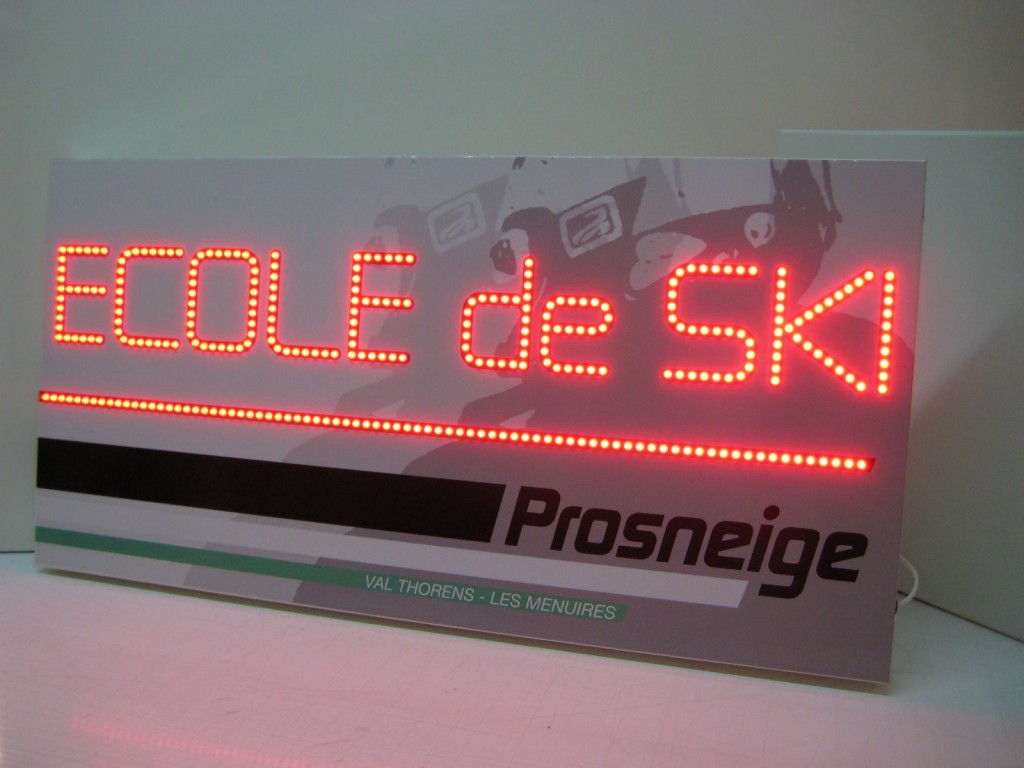 ECOLE de SKI
Prosneige
VAL THORENS - LES MENUIRES